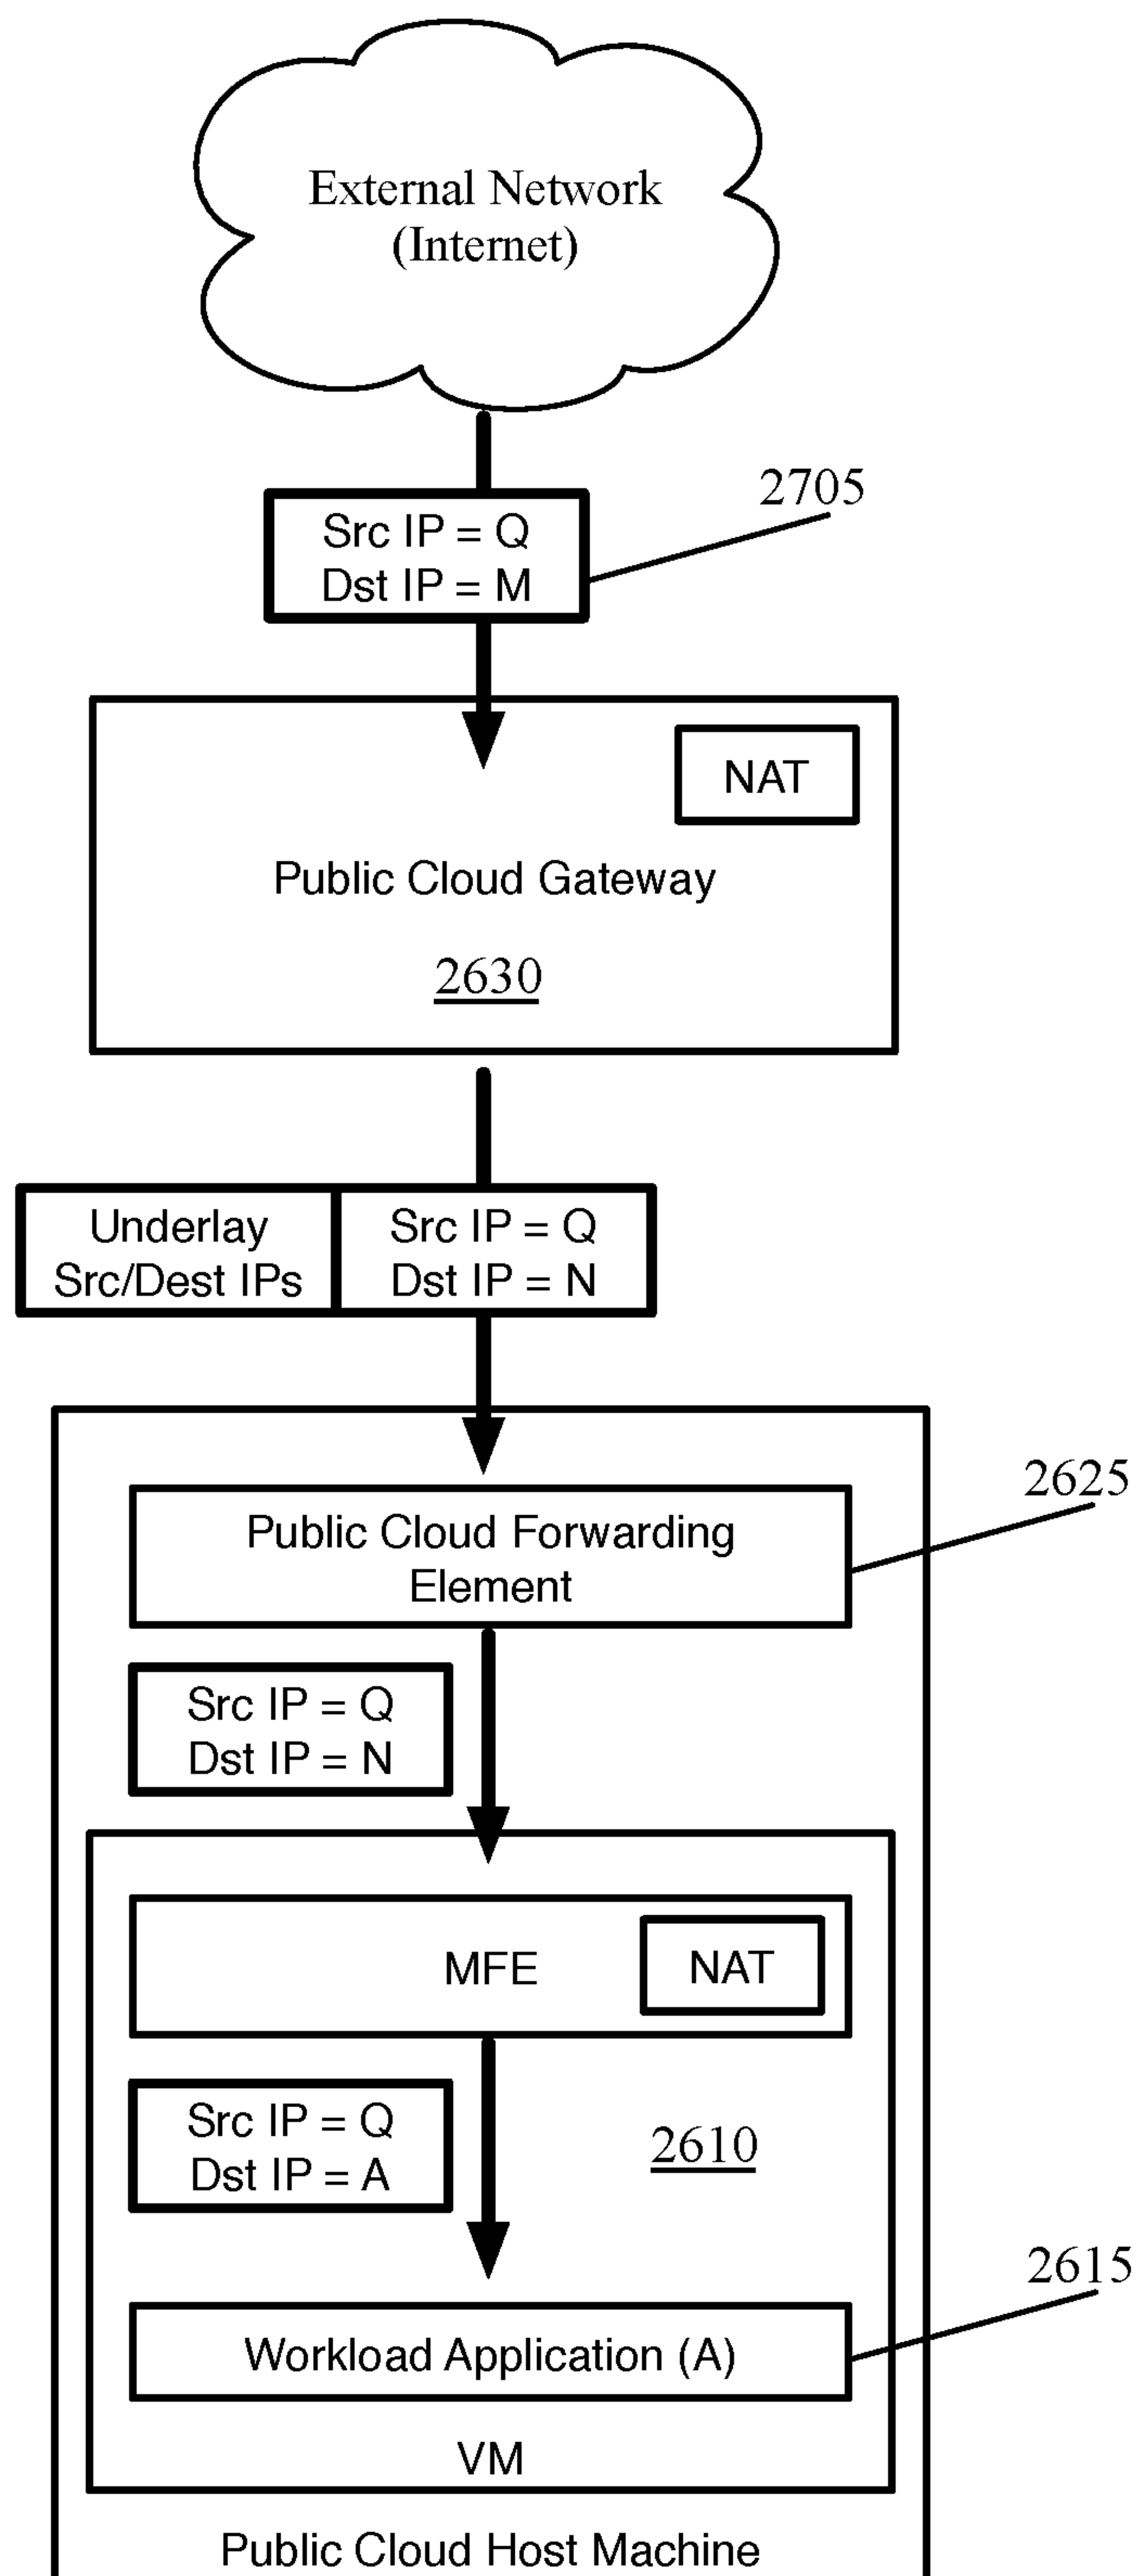 External Network
(Internet)
2705
Src IP = Q
Dst IP = M
NAT
Public Cloud Gateway
2630
Underlay
Src/Dest IPs
Src IP = Q
Dst IP = N
2625
Public Cloud Forwarding
Element
Src IP = Q
Dst IP = N
MFE
NAT
Src IP = Q
Dst IP = A
2610
2615
Workload Application (A)
VM
Public Cloud Host Machine